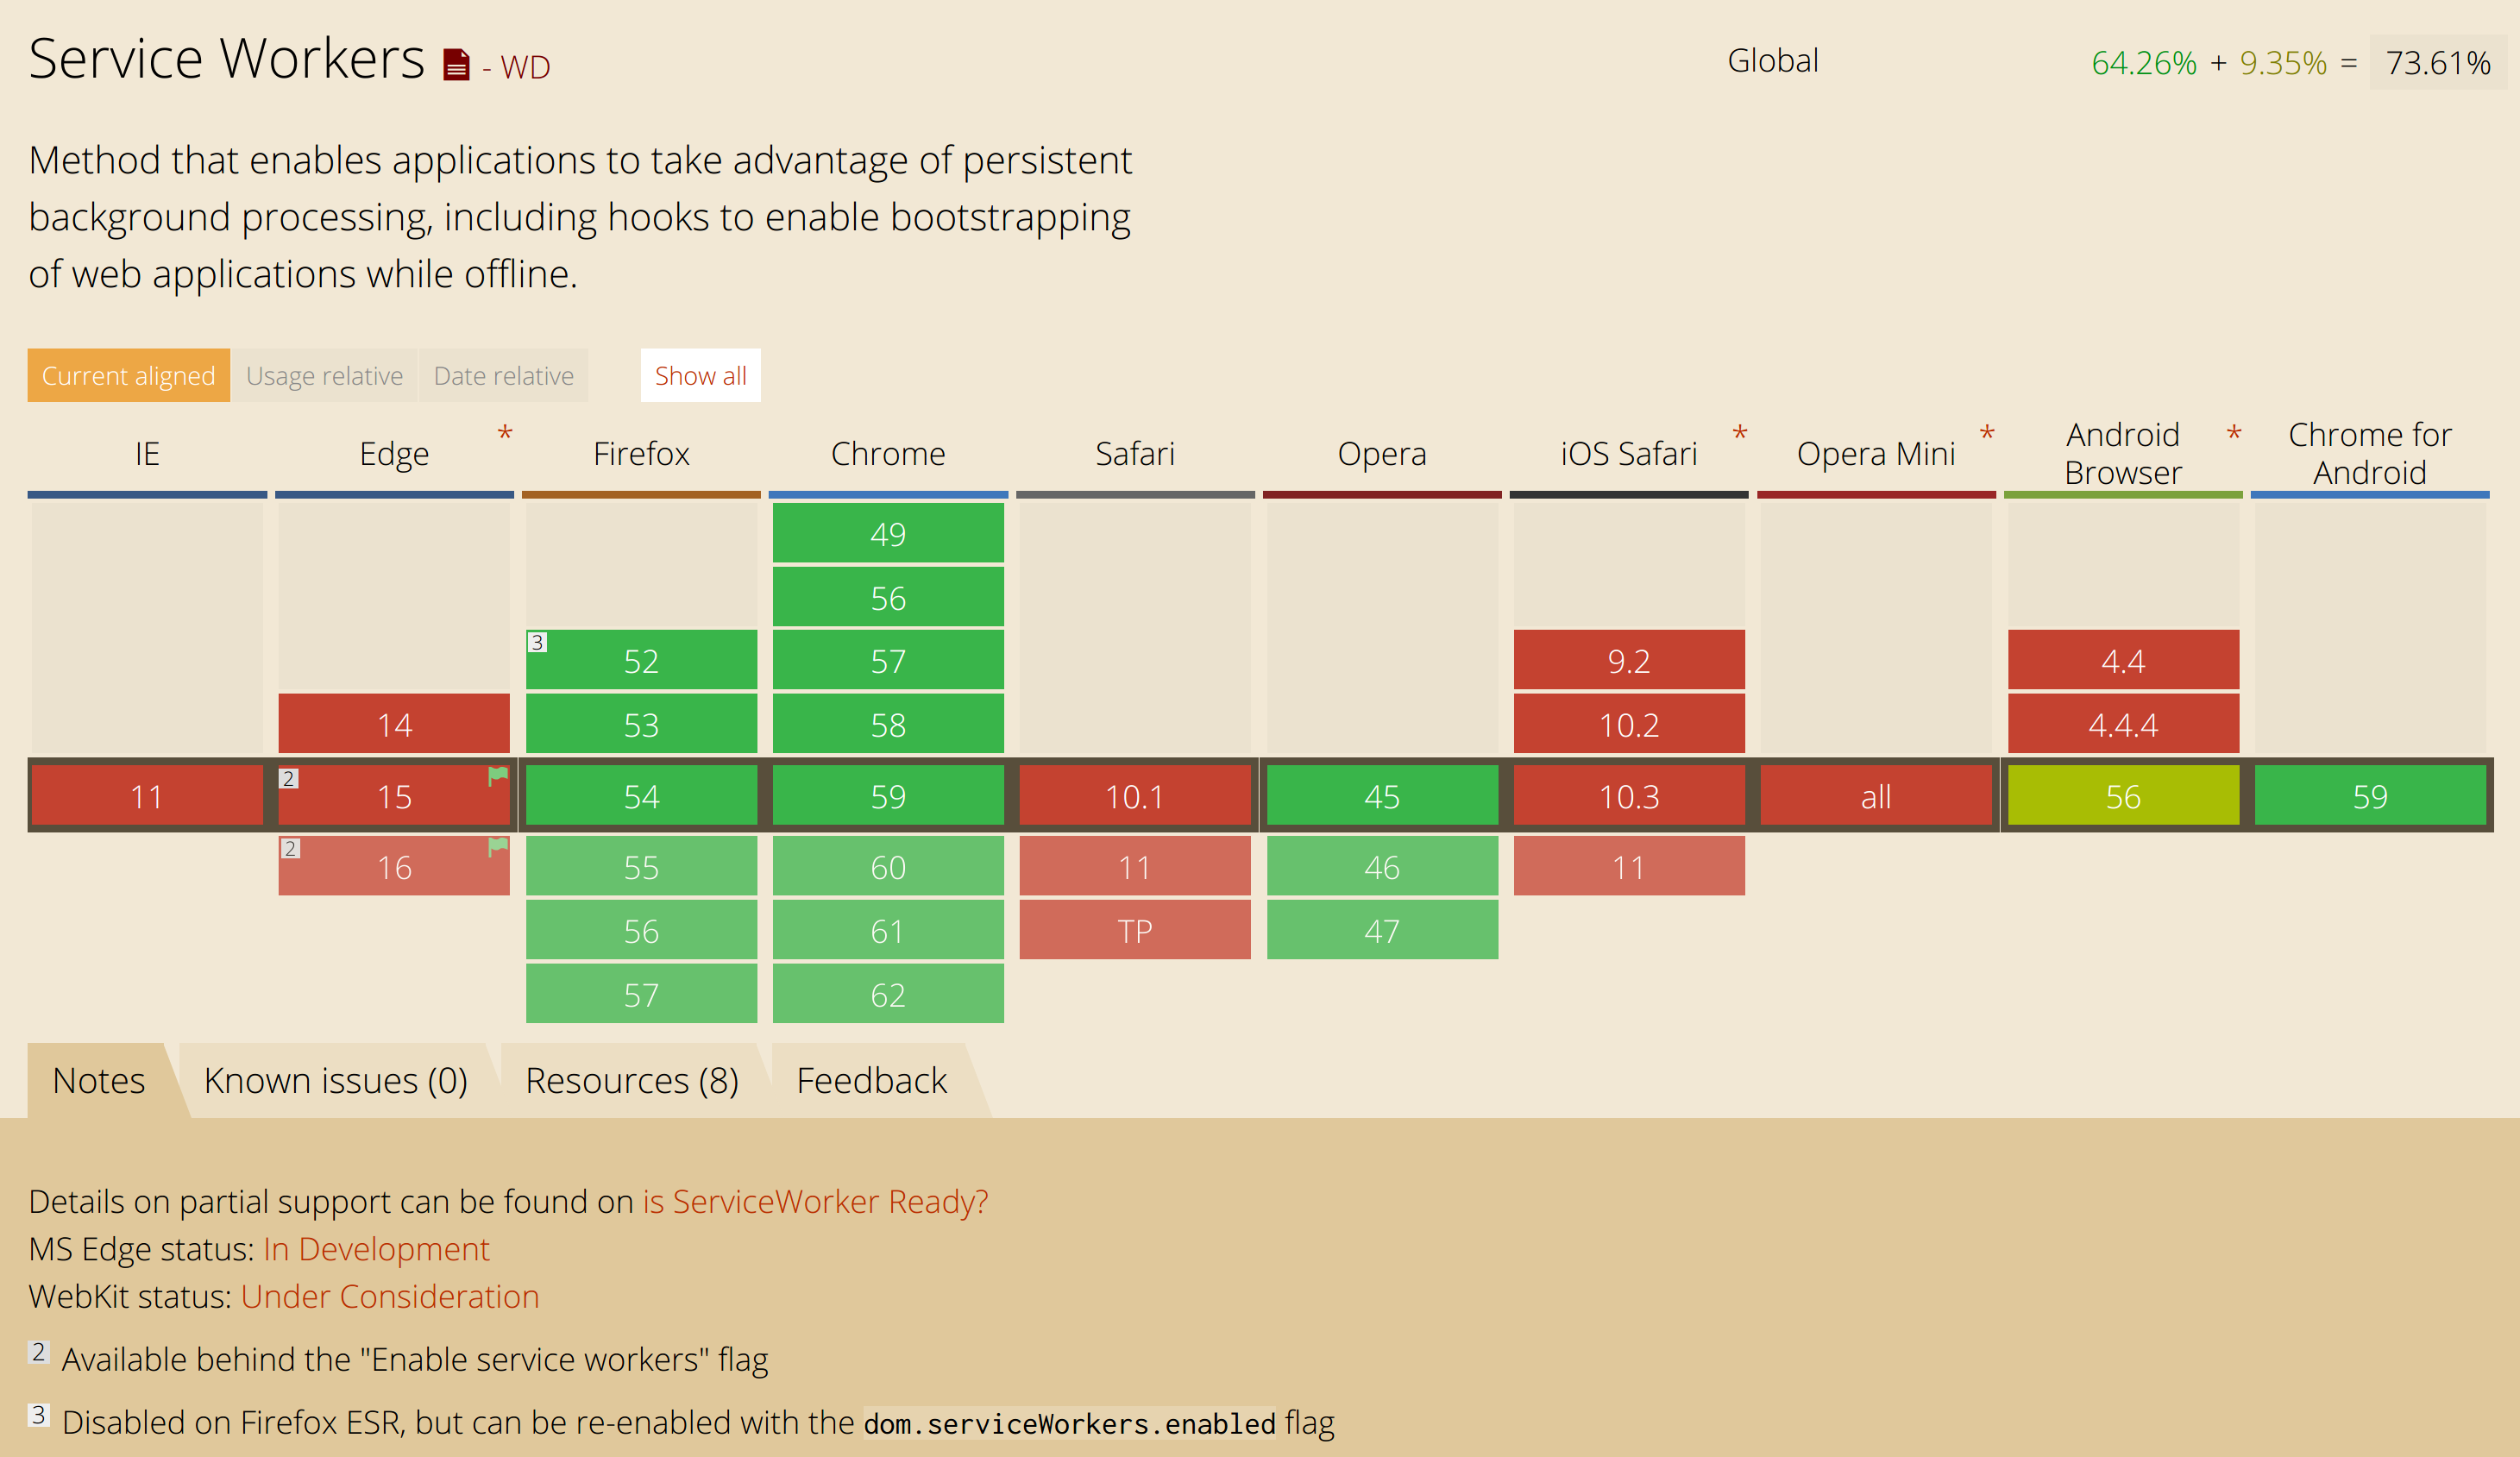 Service Workers - WD
Global
64.26% + 9.35% = 73.61%
Method that enables applications to take advantage of persistent
background processing, including hooks to enable bootstrapping
of web applications while offline.
Current aligned Usage relative Date relative Show all
IE Edge * Firefox Chrome Safari Opera iOS Safari * Opera Mini * Android Browser * Chrome for Android
49
56
3 52 57 9.2 4.4
14 53 58 10.2 4.4.4
11 2 15 54 59 10.1 45 10.3 all 56 59
2 16 55 60 11 46 11
56 61 TP 47
57 62
Notes Known issues (0) Resources (8) Feedback
Details on partial support can be found on is ServiceWorker Ready?
MS Edge status: In Development
WebKit status: Under Consideration
2 Available behind the "Enable service workers" flag
3 Disabled on Firefox ESR, but can be re-enabled with the dom.serviceWorkers.enabled flag